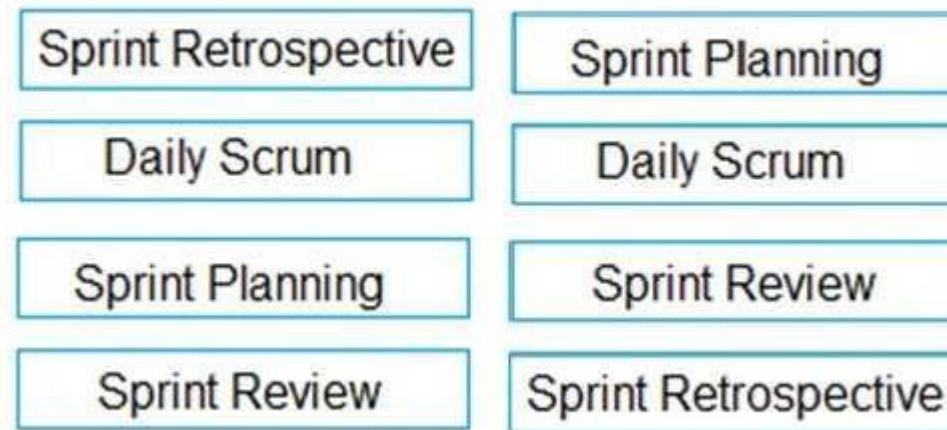 Sprint Retrospective
Daily Scrum
Sprint Planning
Sprint Review
Sprint Planning
Daily Scrum
Sprint Review
Sprint Retrospective